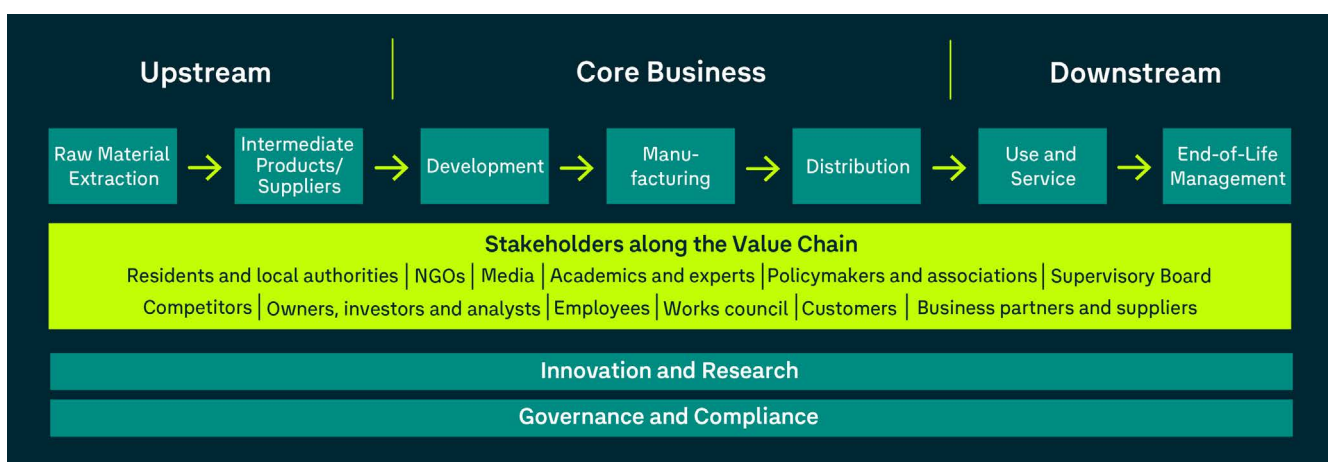 Upstream
Core Business
Downstream
Raw Material
Extraction
Intermediate
Products/
Suppliers
Development
Manu-
facturing
Distribution
Use and
Service
End-of-Life
Management
Stakeholders along the Value Chain
Residents and local authorities | NGOs | Media | Academics and experts | Policymakers and associations | Supervisory Board
Competitors | Owners, investors and analysts | Employees | Works council | Customers | Business partners and suppliers
Innovation and Research
Governance and Compliance